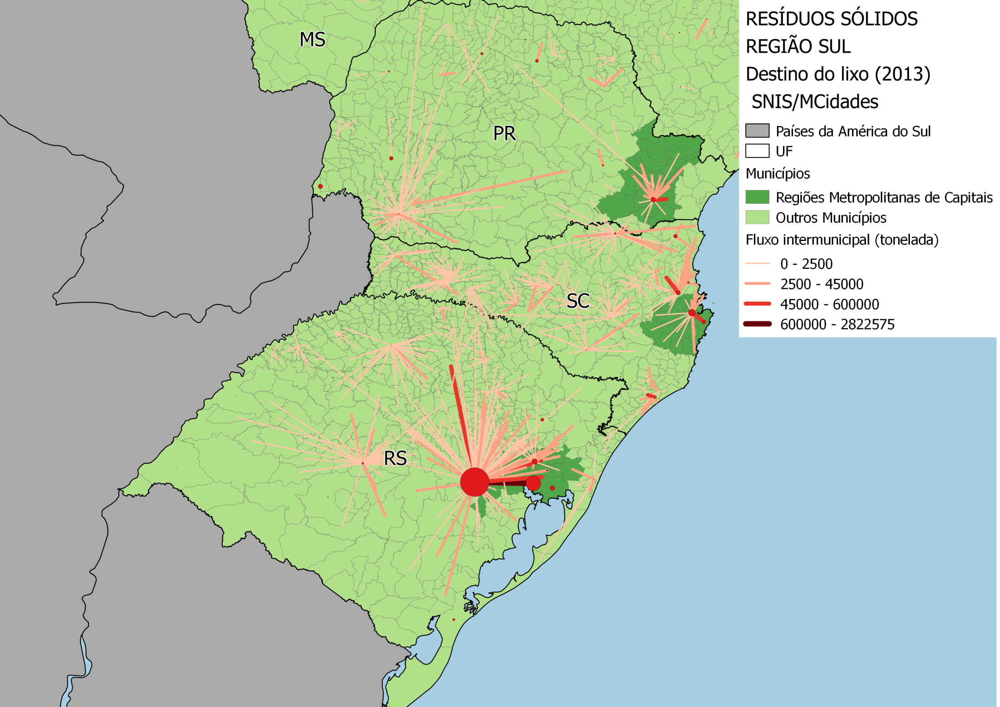 RESÍDUOS SÓLIDOS
REGIÃO SUL
Destino do lixo (2013)
SNIS/MCidades
Países da América do Sul
UF
Municípios
Regiões Metropolitanas de Capitais
Outros Municípios
Fluxo intermunicipal (tonelada)
0 - 2500
2500 - 45000
45000 - 600000
600000 - 2822575
MS
PR
SC
RS